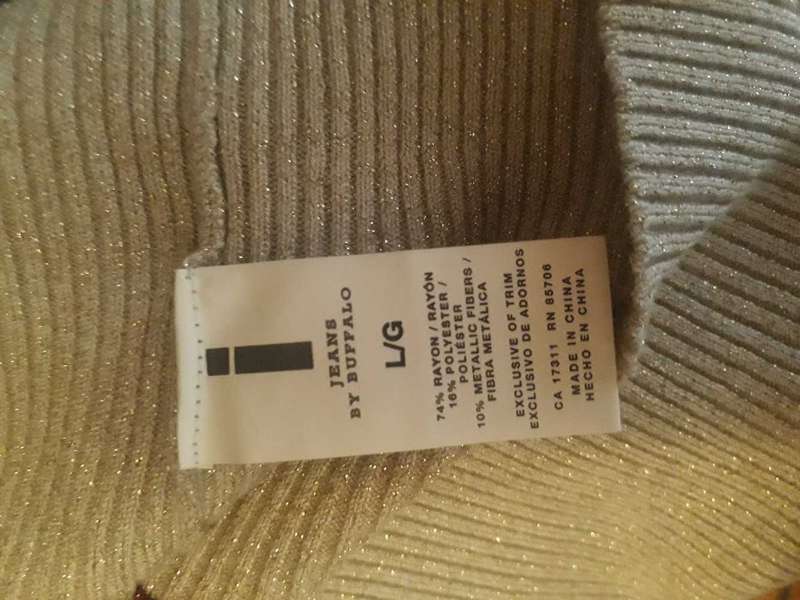 i
JEANS
BY BUFFALO
L/G
74% RAYON / RAYÓN
16% POLYESTER /
POLIÉSTER
10% METALLIC FIBERS /
FIBRA METÁLICA
EXCLUSIVE OF TRIM
EXCLUSIVO DE ADORNOS
CA 17311 RN 85706
MADE IN CHINA
HECHO EN CHINA